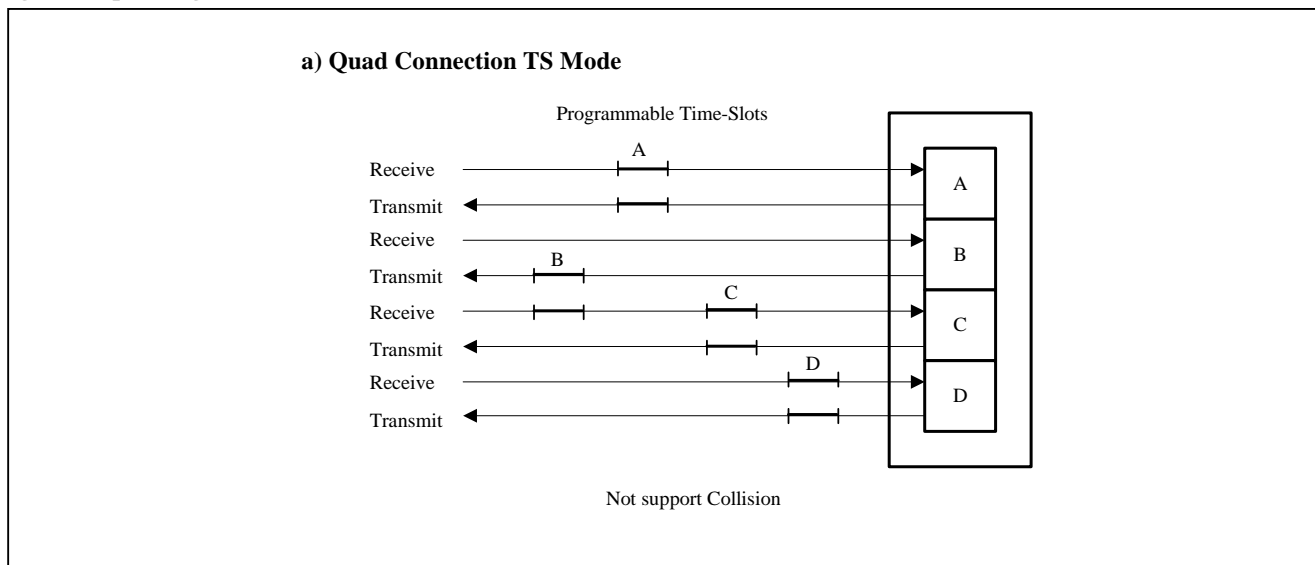 a) Quad Connection TS Mode
Programmable Time-Slots
A
Receive
A
Transmit
Receive
B
B
Transmit
C
Receive
C
Transmit
D
Receive
D
Transmit
Not support Collision